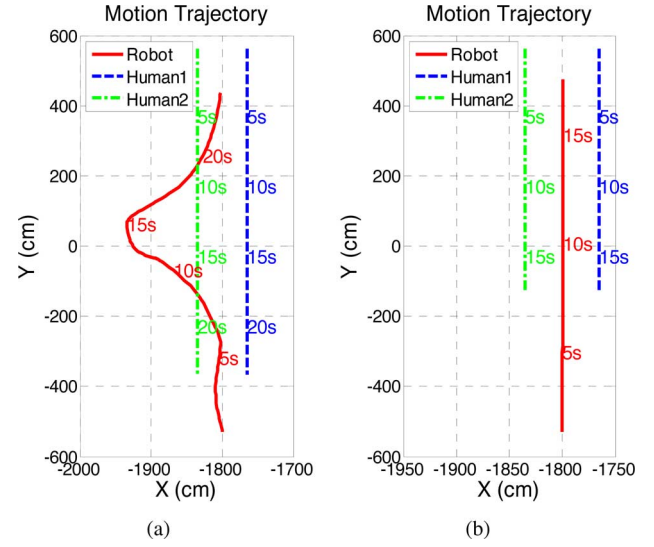 Motion Trajectory
600
400
200
0
-200
-400
-600
-2000
-1900
-1800
-1700
Y (cm)
X (cm)
Robot
Human1
Human2
5s
5s
20s
10s
10s
15s
15s
15s
10s
20s
20s
5s
(a)
Motion Trajectory
600
400
200
0
-200
-400
-600
-1950
-1900
-1850
-1800
-1750
Y (cm)
X (cm)
Robot
Human1
Human2
5s
5s
15s
10s
10s
10s
15s
15s
5s
(b)